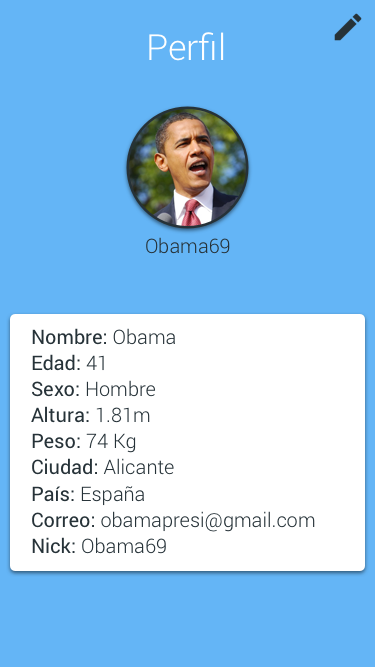 Perfil
Obama69
Nombre: Obama
Edad: 41
Sexo: Hombre
Altura: 1.81m
Peso: 74 Kg
Ciudad: Alicante
País: España
Correo: obamapresi@gmail.com
Nick: Obama69